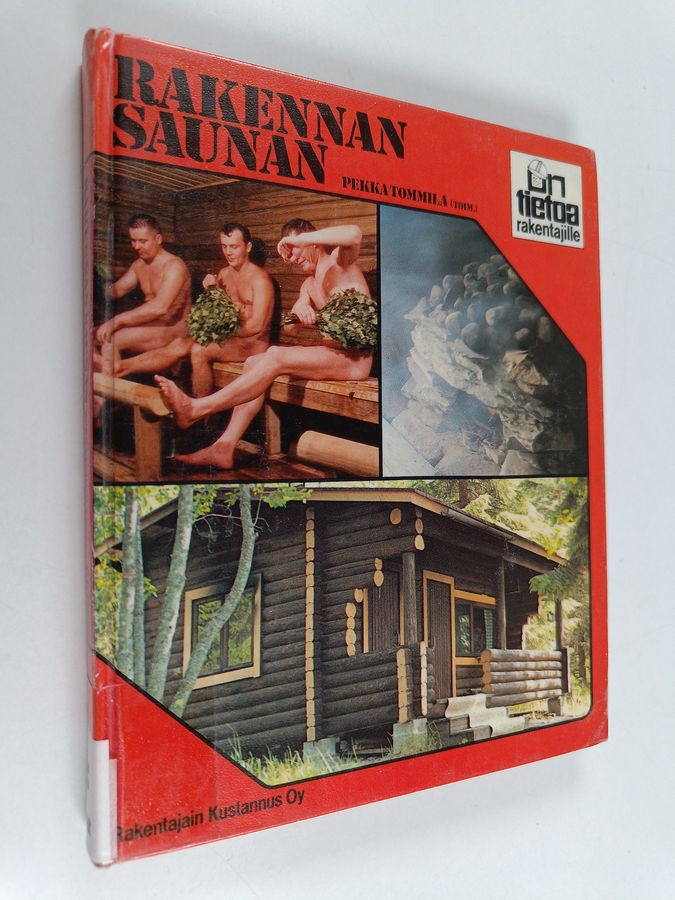 RAKENNAN
SAUNAN
PEKKA TOMMILA (TOIM.)
on
tietoa
rakentajille
Rakentajain Kustannus Oy